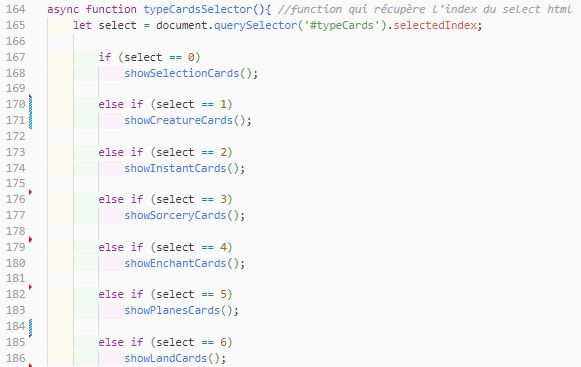 164 async function typeCardsSelector(){ //function qui récupère l'index du select html
165 let select = document.querySelector('#typeCards').selectedIndex;
166
167 if (select == 0)
168 showSelectionCards();
169
170 else if (select == 1)
171 showCreatureCards();
172
173 else if (select == 2)
174 showInstantCards();
175
176 else if (select == 3)
177 showSorceryCards();
178
179 else if (select == 4)
180 showEnchantCards();
181
182 else if (select == 5)
183 showPlanesCards();
184
185 else if (select == 6)
186 showLandCards();